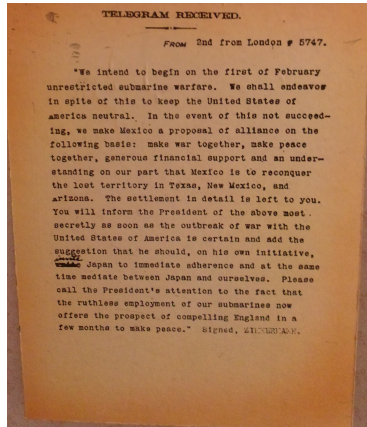 TELEGRAM RECEIVED.
FROM 2nd from London # 5747.
"We intend to begin on the first of February
unrestricted submarine warfare. We shall endeavor
in spite of this to keep the United States of
America neutral. In the event of this not succeed-
ing, we make Mexico a proposal of alliance on the
following basis: make war together, make peace
together, generous financial support and an under-
standing on our part that Mexico is to reconquer
the lost territory in Texas, New Mexico, and
Arizona. The settlement in detail is left to you.
You will inform the President of the above most
secretly as soon as the outbreak of war with the
United States of America is certain and add the
suggestion that he should, on his own initiative,
Japan to immediate adherence and at the same
time mediate between Japan and ourselves. Please
call the President's attention to the fact that
the ruthless employment of our submarines now
offers the prospect of compelling England in a
few months to make peace." Signed, ZIMMERMANN.